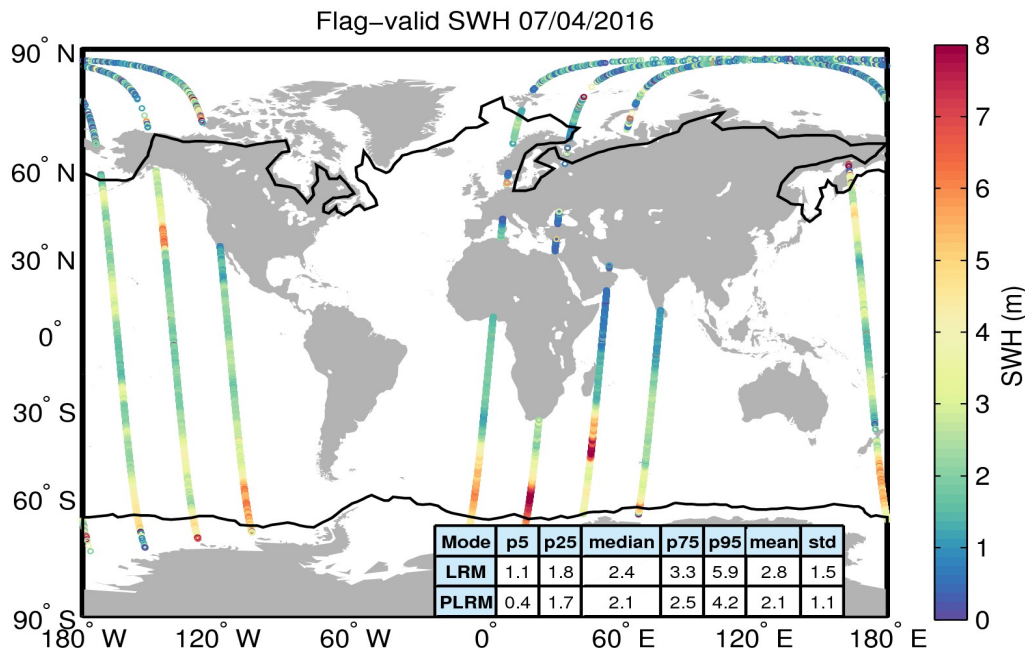 Flag−valid SWH 07/04/2016
90° N
60° N
30° N
0°
30° S
60° S
90° S
180° W
120° W
60° W
0°
60° E
120° E
180° E
8
7
6
5
4
3
2
1
0
SWH (m)
Mode p5 p25 median p75 p95 mean std
LRM 1.1 1.8 2.4 3.3 5.9 2.8 1.5
PLRM 0.4 1.7 2.1 2.5 4.2 2.1 1.1